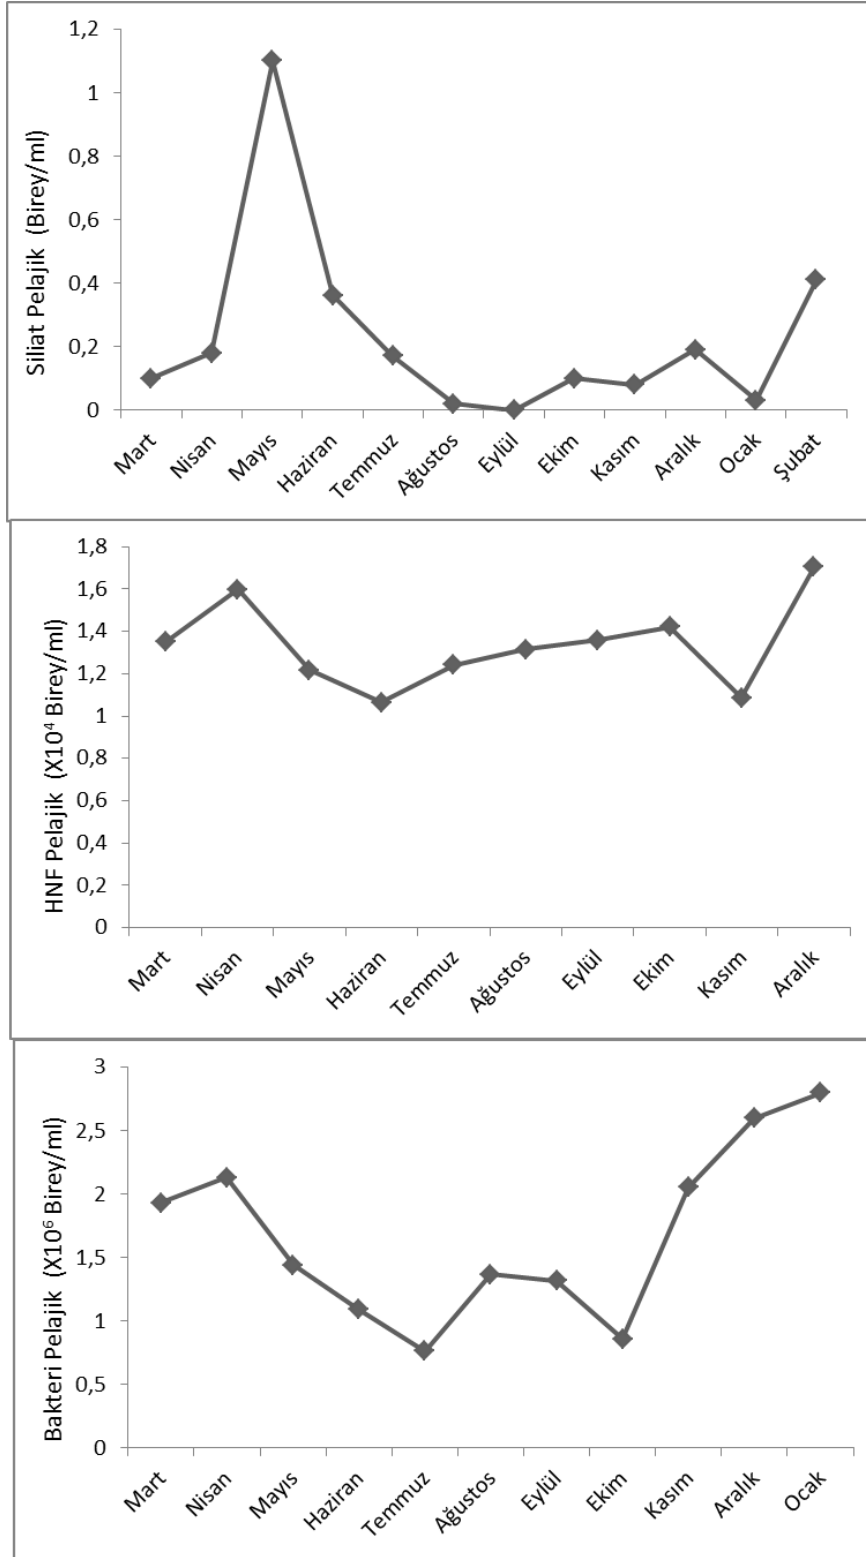 Siliat Pelajik (Birey/ml)
1,2
1
0,8
0,6
0,4
0,2
0
Mart
Nisan
Mayıs
Haziran
Temmuz
Ağustos
Eylül
Ekim
Kasım
Aralık
Ocak
Şubat
HNF Pelajik (X10⁴ Birey/ml)
1,8
1,6
1,4
1,2
1
0,8
0,6
0,4
0,2
0
Mart
Nisan
Mayıs
Haziran
Temmuz
Ağustos
Eylül
Ekim
Kasım
Aralık
Bakteri Pelajik (X10⁶ Birey/ml)
3
2,5
2
1,5
1
0,5
0
Mart
Nisan
Mayıs
Haziran
Temmuz
Ağustos
Eylül
Ekim
Kasım
Aralık
Ocak